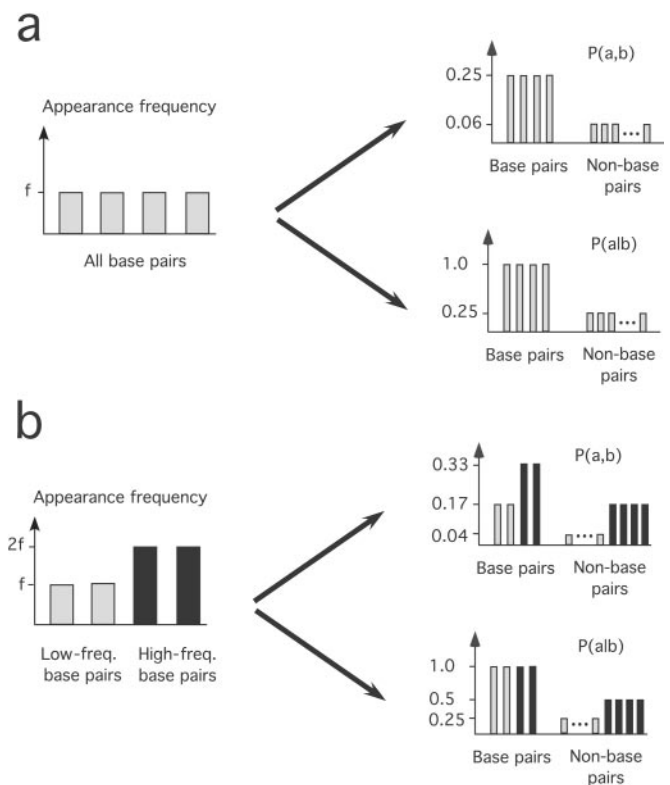 a
Appearance frequency
f
All base pairs
P(a,b)
0.25
0.06
Base pairs
Non-base
pairs
P(alb)
1.0
0.25
Base pairs
Non-base
pairs
b
Appearance frequency
2f
f
Low-freq.
base pairs
High-freq.
base pairs
P(a,b)
0.33
0.17
0.04
Base pairs
Non-base
pairs
P(alb)
1.0
0.5
0.25
Base pairs
Non-base
pairs